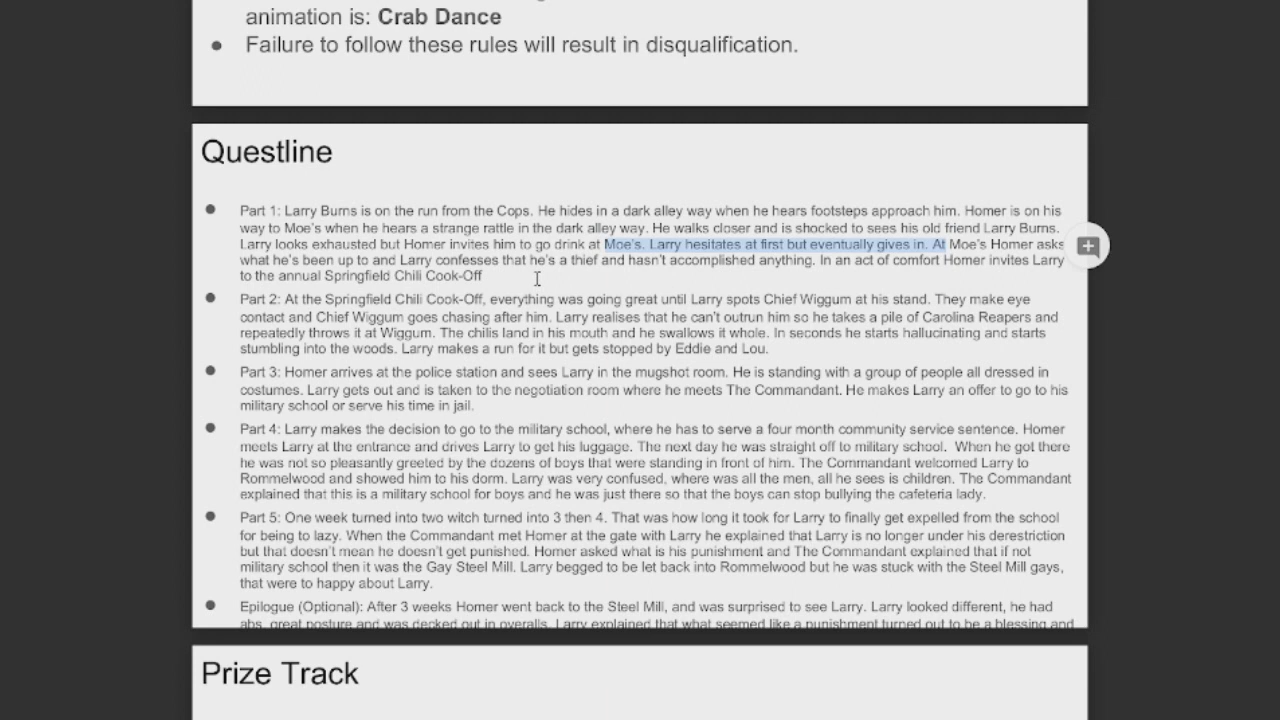 animation is: Crab Dance
Failure to follow these rules will result in disqualification.
Questline
Part 1: Larry Burns is on the run from the Cops. He hides in a dark alley way when he hears footsteps approach him. Homer is on his
way to Moe's when he hears a strange rattle in the dark alley way. He walks closer and is shocked to sees his old friend Larry Burns.
Larry looks exhausted but Homer invites him to go drink at Moe's. Larry hesitates at first but eventually gives in. At Moe's Homer asks
what he's been up to and Larry confesses that he's a thief and hasn't accomplished anything. In an act of comfort Homer invites Larry
to the annual Springfield Chili Cook-Off
Part 2: At the Springfield Chili Cook-Off, everything was going great until Larry spots Chief Wiggum at his stand. They make eye
contact and Chief Wiggum goes chasing after him. Larry realises that he can't outrun him so he takes a pile of Carolina Reapers and
repeatedly throws it at Wiggum. The chilis land in his mouth and he swallows it whole. In seconds he starts hallucinating and starts
stumbling into the woods. Larry makes a run for it but gets stopped by Eddie and Lou.
Part 3: Homer arrives at the police station and sees Larry in the mugshot room. He is standing with a group of people all dressed in
costumes. Larry gets out and is taken to the negotiation room where he meets The Commandant. He makes Larry an offer to go to his
military school or serve his time in jail.
Part 4: Larry makes the decision to go to the military school, where he has to serve a four month community service sentence. Homer
meets Larry at the entrance and drives Larry to get his luggage. The next day he was straight off to military school.  When he got there
he was not so pleasantly greeted by the dozens of boys that were standing in front of him. The Commandant welcomed Larry to
Rommelwood and showed him to his dorm. Larry was very confused, where was all the men, all he sees is children. The Commandant
explained that this is a military school for boys and he was just there so that the boys can stop bullying the cafeteria lady.
Part 5: One week turned into two witch turned into 3 then 4. That was how long it took for Larry to finally get expelled from the school
for being to lazy. When the Commandant met Homer at the gate with Larry he explained that Larry is no longer under his derestriction
but that doesn't mean he doesn't get punished. Homer asked what is his punishment and The Commandant explained that if not
military school then it was the Gay Steel Mill. Larry begged to be let back into Rommelwood but he was stuck with the Steel Mill gays,
that were to happy about Larry.
Epilogue (Optional): After 3 weeks Homer went back to the Steel Mill, and was surprised to see Larry. Larry looked different, he had
abs, great posture and was decked out in overalls. Larry explained that what seemed like a punishment turned out to be a blessing and
Prize Track